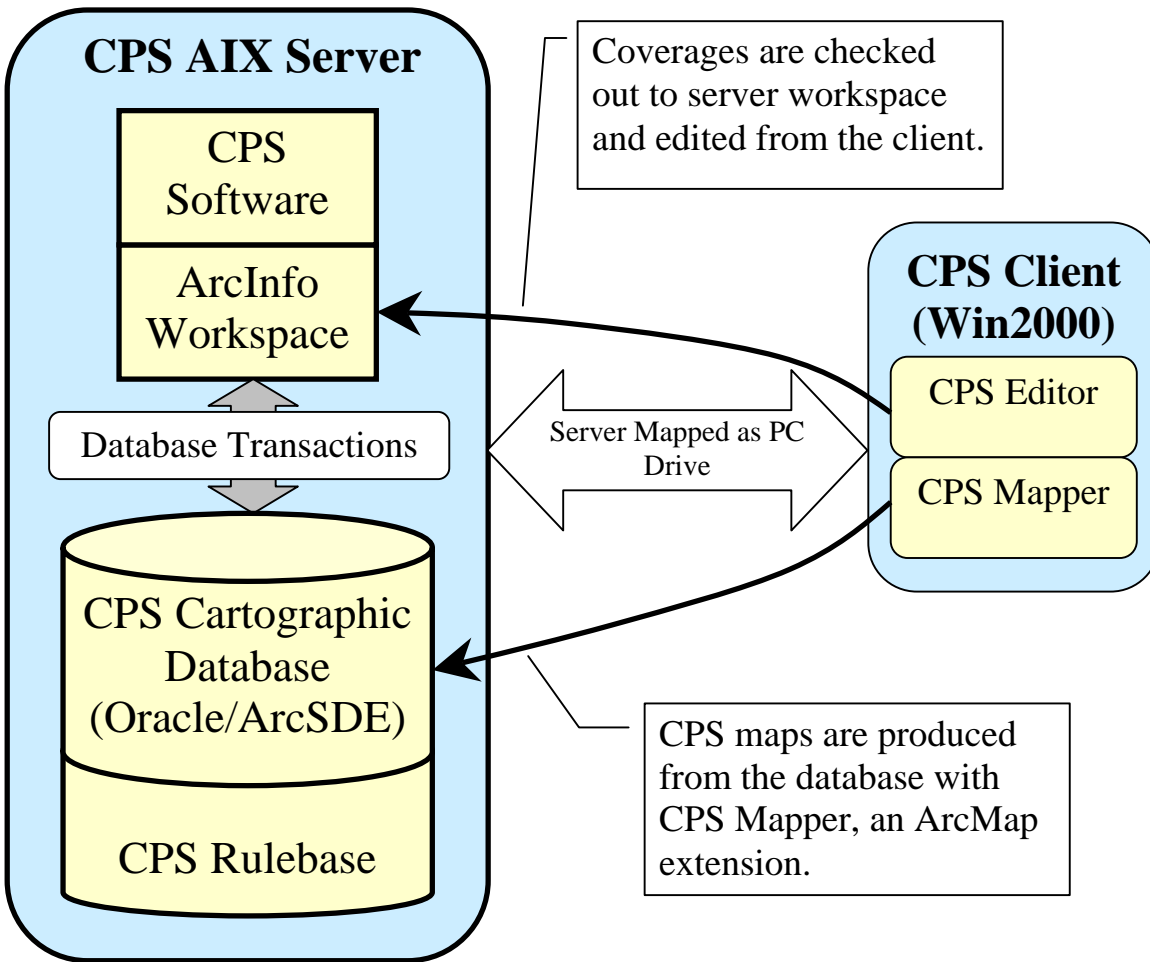 CPS AIX Server
CPS
Software
ArcInfo
Workspace
Database Transactions
CPS Cartographic
Database
(Oracle/ArcSDE)
CPS Rulebase
Coverages are checked
out to server workspace
and edited from the client.
Server Mapped as PC
Drive
CPS Client
(Win2000)
CPS Editor
CPS Mapper
CPS maps are produced
from the database with
CPS Mapper, an ArcMap
extension.